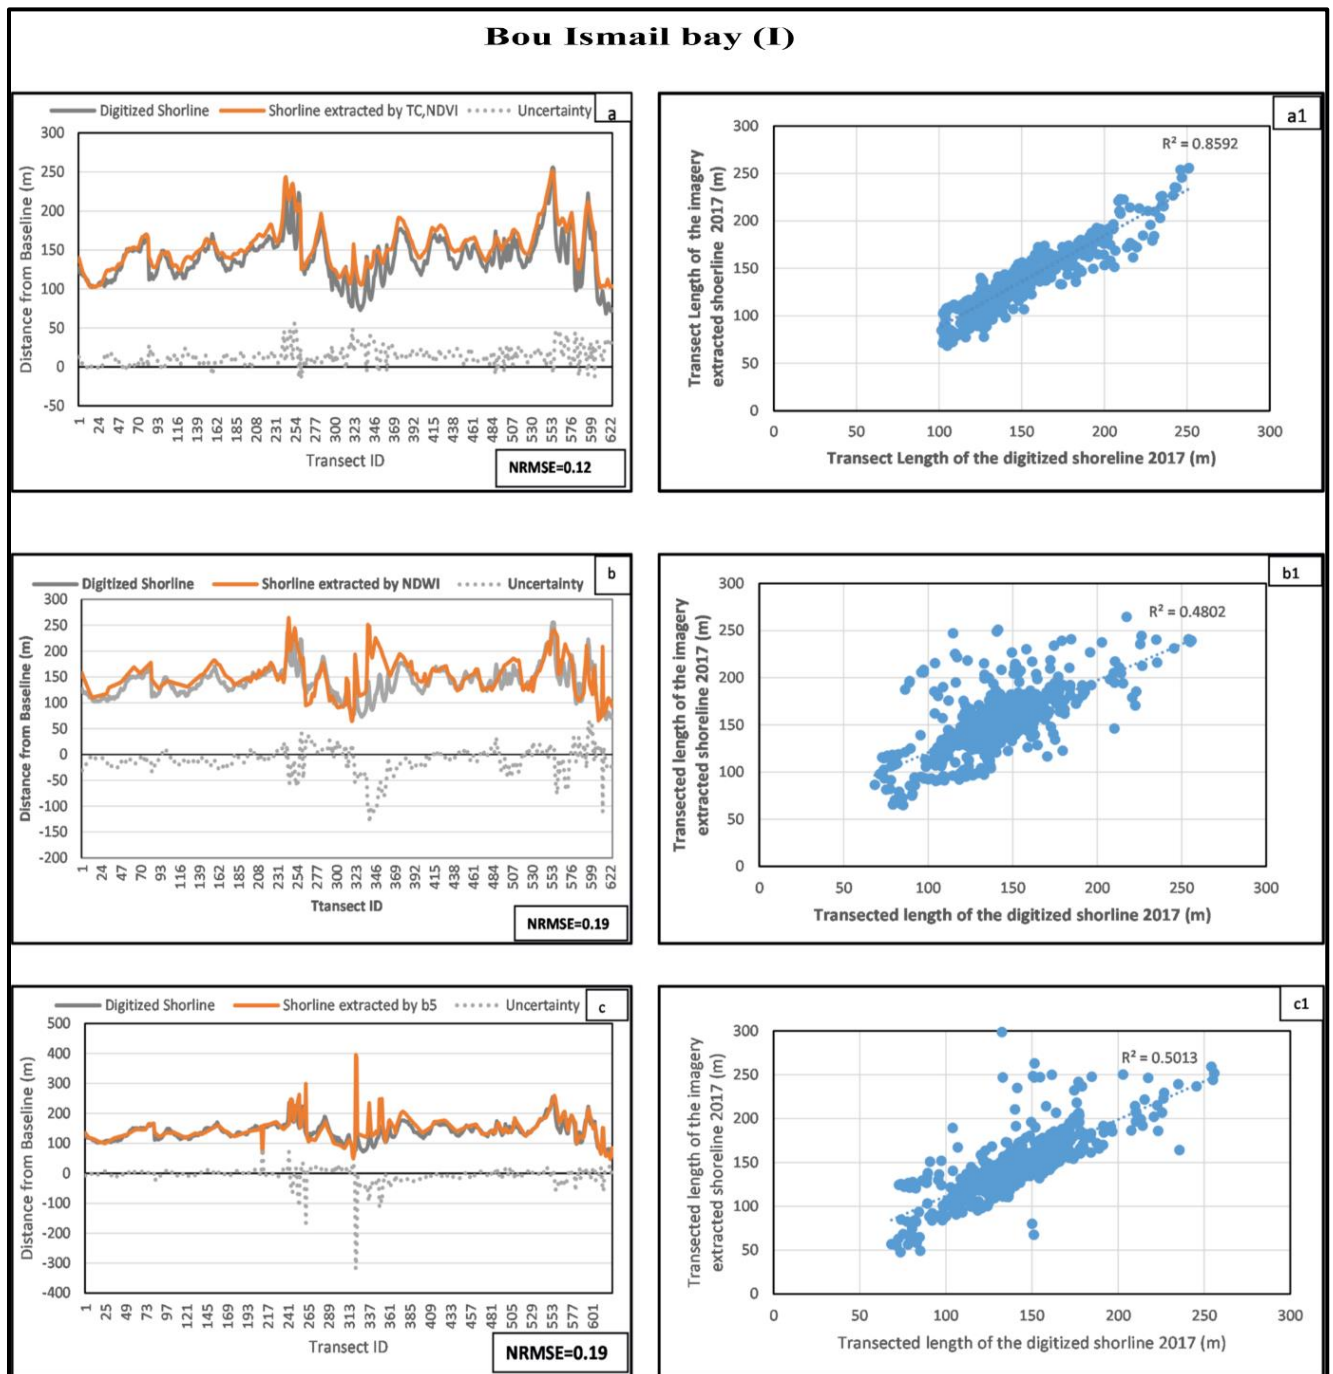 Bou Ismail bay (I)
Digitized Shorline Shorline extracted by TC,NDVI Uncertainty
a
300
250
200
150
100
50
0
-50
Distance from Baseline (m)
1 24 47 70 93 116 139 162 185 208 231 254 277 300 323 346 369 392 415 438 461 484 507 530 553 576 599 622
Transect ID
NRMSE=0.12
a1
R² = 0.8592
300
250
200
150
100
50
0
Transect Length of the imagery
extracted shoerline 2017 (m)
0 50 100 150 200 250 300
Transect Length of the digitized shoreline 2017 (m)
Digitized Shorline Shorline extracted by NDWI Uncertainty
b
300
250
200
150
100
50
0
-50
-100
-150
-200
Distance from Baseline (m)
1 24 47 70 93 116 139 162 185 208 231 254 277 300 323 346 369 392 415 438 461 484 507 530 553 576 599 622
Ttansect ID
NRMSE=0.19
b1
R² = 0.4802
300
250
200
150
100
50
0
Transected length of the imagery
extracted shoreline 2017 (m)
0 50 100 150 200 250 300
Transected length of the digitized shorline 2017 (m)
Digitized Shorline Shorline extracted by b5 Uncertainty
c
500
400
300
200
100
0
-100
-200
-300
-400
Distance from Baseline (m)
1 25 49 73 97 121 145 169 193 217 241 265 289 313 337 361 385 409 433 457 481 505 529 553 577 601
Transect ID
NRMSE=0.19
c1
R² = 0.5013
300
250
200
150
100
50
0
Transected length of the imagery
extracted shoreline 2017 (m)
0 50 100 150 200 250 300
Transected length of the digitized shorline 2017 (m)